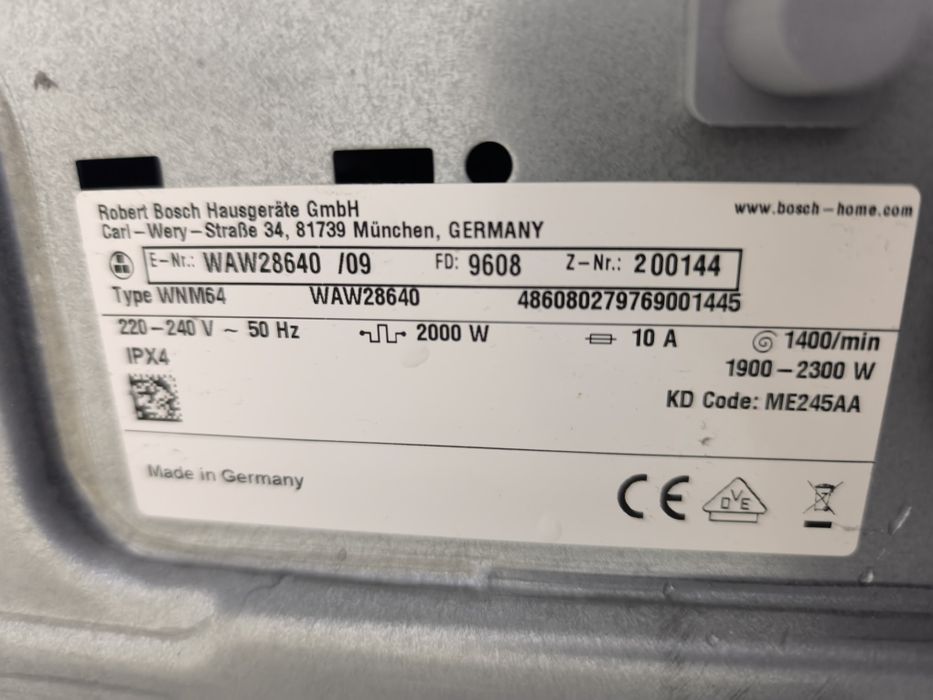 Robert Bosch Hausgeräte GmbH
www.bosch-home.com
Carl-Wery-Straße 34, 81739 München, GERMANY
E-Nr.: WAW28640 /09 FD: 9608 Z-Nr.: 200144
Type WNM64 WAW28640 486080279769001445
220-240 V ~ 50 Hz 2000 W 10 A 1400/min
IPX4 1900-2300 W
KD Code: ME245AA
Made in Germany
CE DVE